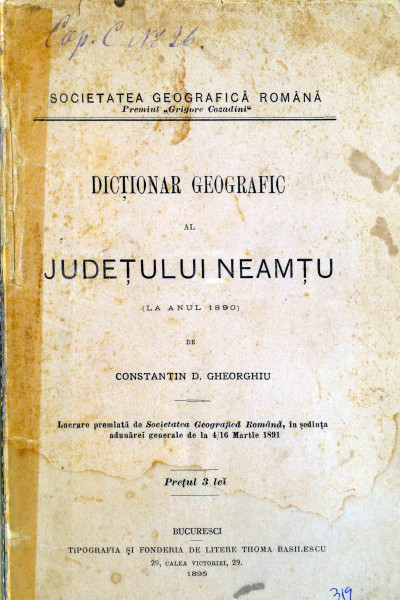 Cap. C. No 26.
SOCIETATEA GEOGRAFICĂ ROMÂNĂ
Premiul „Grigore Cozadini“
DICȚIONAR GEOGRAFIC
AL
JUDEȚULUI NEAMȚU
(LA ANUL 1890)
DE
CONSTANTIN D. GHEORGHIU
Lucrare premiată de Societatea Geografică Română, în ședința
adunărei generale de la 4/16 Martie 1891
Prețul 3 leĭ
BUCURESCI
TIPOGRAFIA ȘI FONDERIA DE LITERE THOMA BASILESCU
29, CALEA VICTORIEI, 29.
1895
319